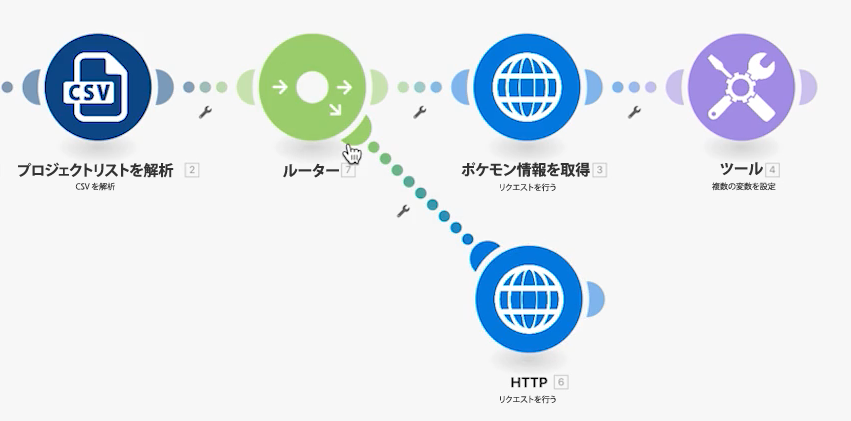 CSV
プロジェクトリストを解析 2
CSV を解析
ルーター 7
ポケモン情報を取得 3
リクエストを行う
ツール 4
複数の変数を設定
HTTP 6
リクエストを行う